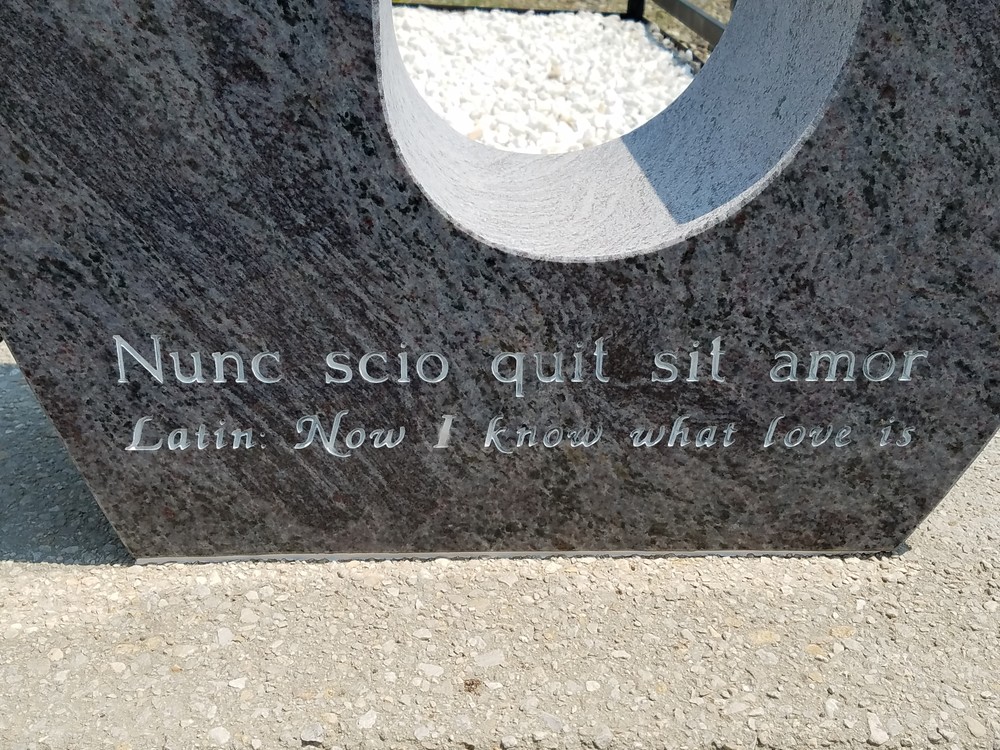 Nunc scio quit sit amor
Latin: Now I know what love is